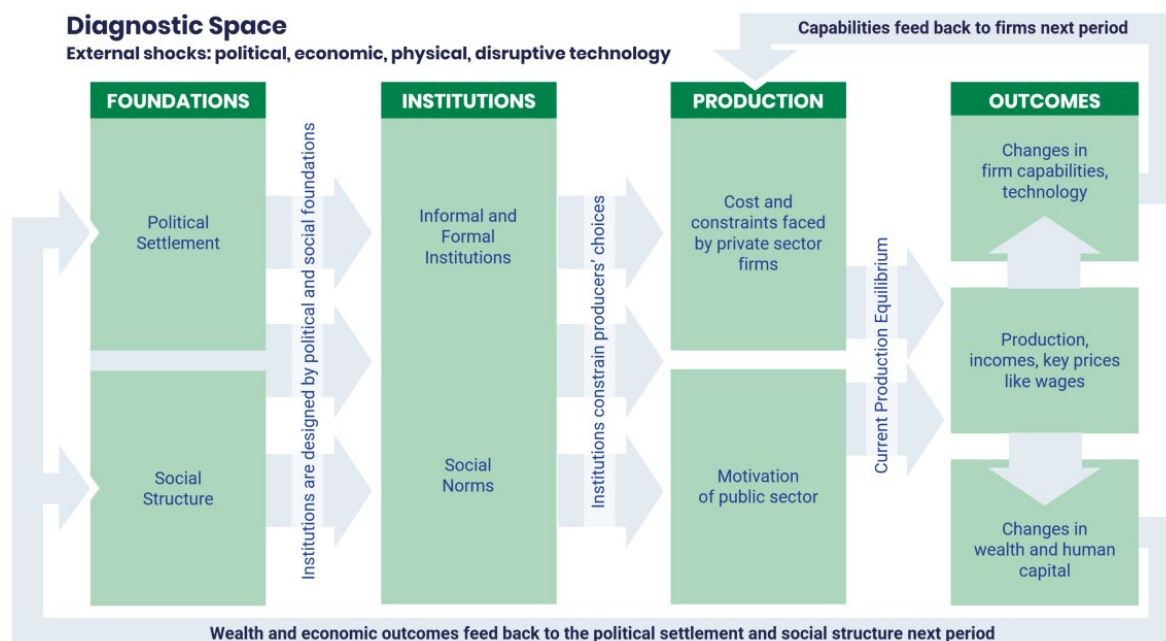 Diagnostic Space
External shocks: political, economic, physical, disruptive technology
Capabilities feed back to firms next period
FOUNDATIONS
Political
Settlement
Social
Structure
Institutions are designed by political and social foundations
INSTITUTIONS
Informal and
Formal
Institutions
Social
Norms
Institutions constrain producers’ choices
PRODUCTION
Cost and
constraints faced
by private sector
firms
Motivation
of public sector
Current Production Equilibrium
OUTCOMES
Changes in
firm capabilities,
technology
Production,
incomes, key prices
like wages
Changes in
wealth and human
capital
Wealth and economic outcomes feed back to the political settlement and social structure next period